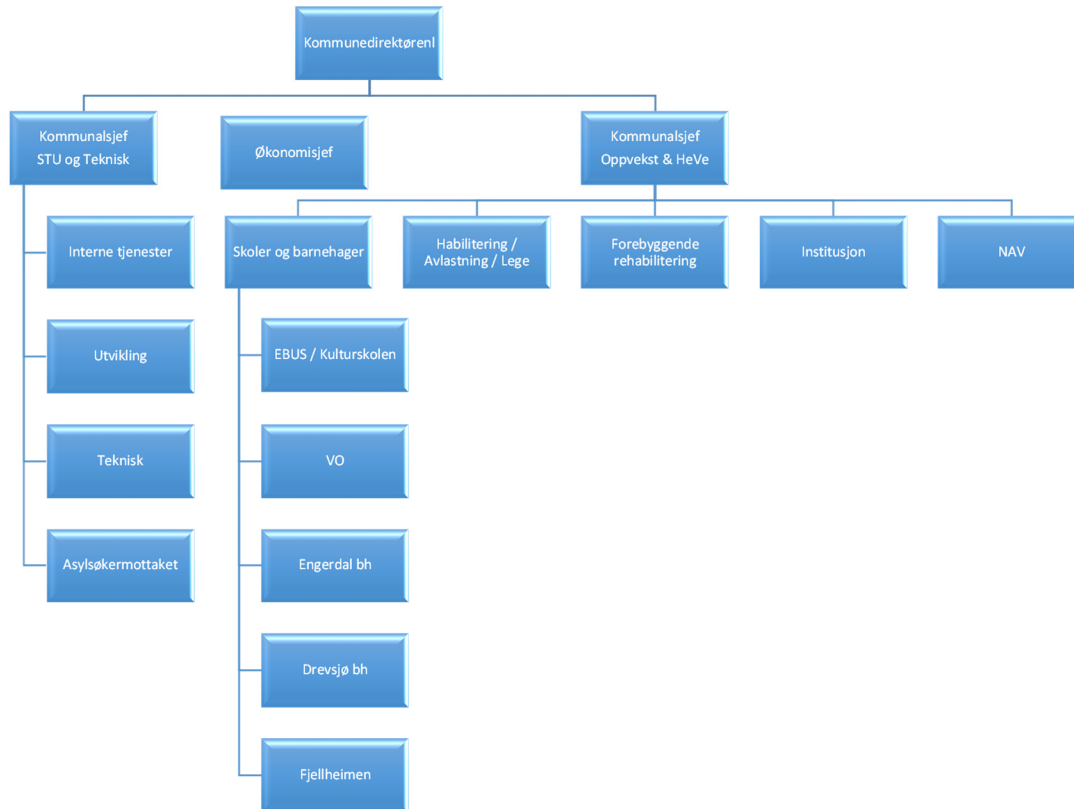 Kommunedirektørenl
Kommunalsjef
STU og Teknisk
Økonomisjef
Kommunalsjef
Oppvekst & HeVe
Interne tjenester
Skoler og barnehager
Habilitering /
Avlastning / Lege
Forebyggende
rehabilitering
Institusjon
NAV
Utvikling
EBUS / Kulturskolen
Teknisk
VO
Asylsøkermottaket
Engerdal bh
Drevsjø bh
Fjellheimen